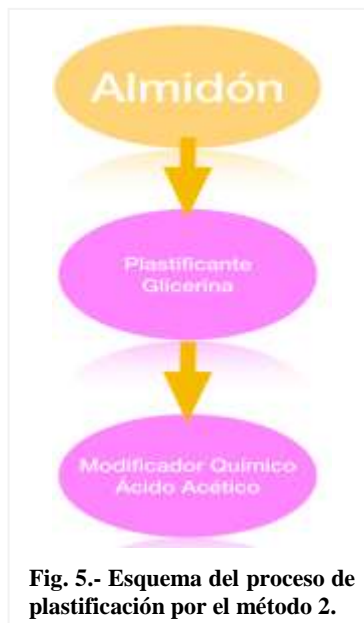 Almidón
Plastificante
Glicerina
Modificador Químico
Ácido Acético
Fig. 5.- Esquema del proceso de
plastificación por el método 2.